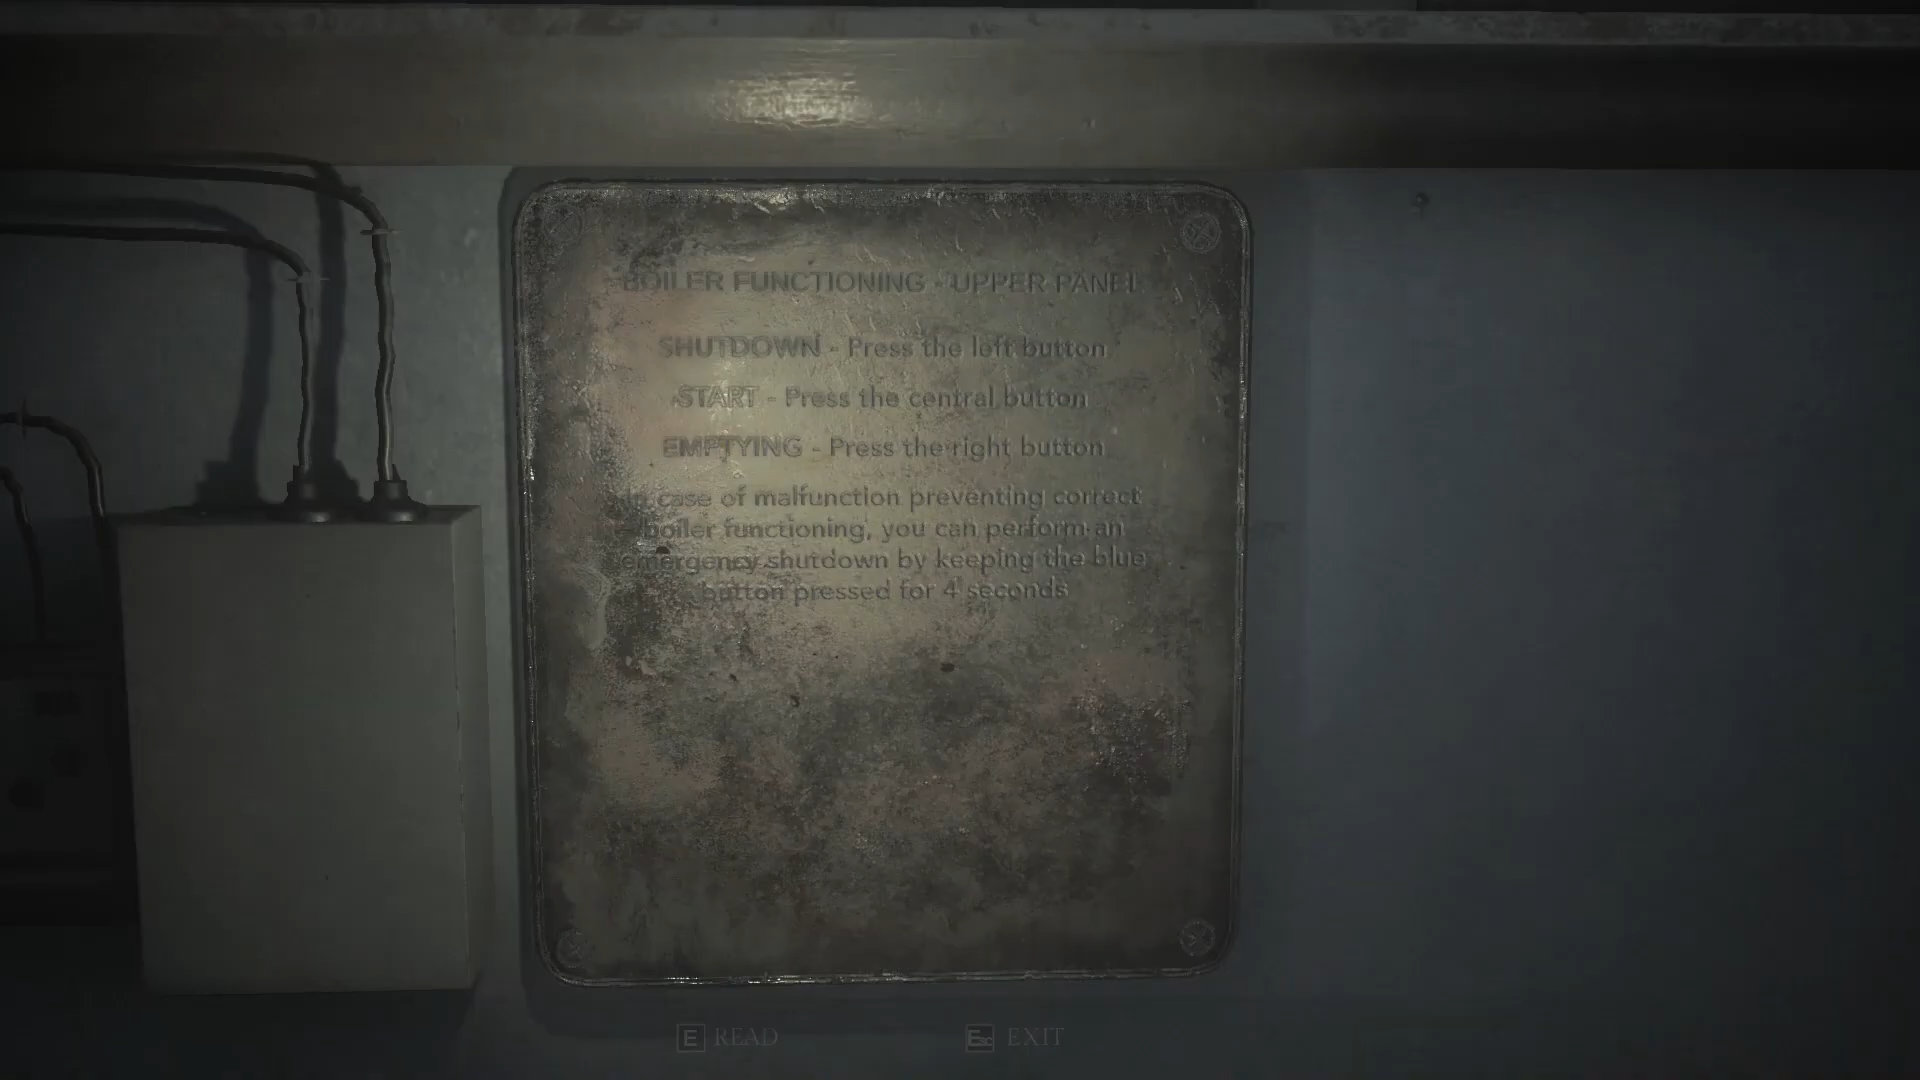 BOILER FUNCTIONING - UPPER PANEL
SHUTDOWN - Press the left button
START - Press the central button
EMPTYING - Press the right button
In case of malfunction preventing correct
boiler functioning, you can perform an
emergency shutdown by keeping the blue
button pressed for 4 seconds
E READ Esc EXIT